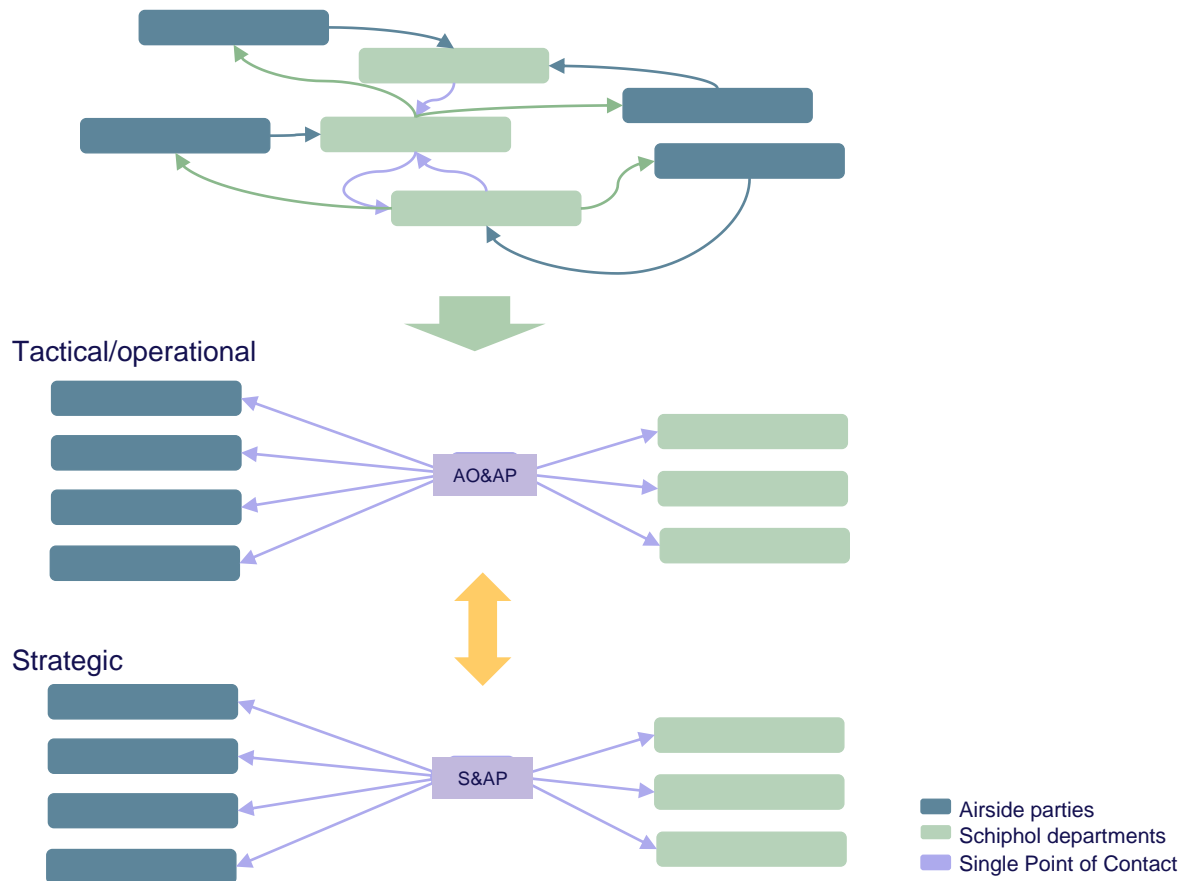 Tactical/operational
AO&AP
Strategic
S&AP
Airside parties
Schiphol departments
Single Point of Contact